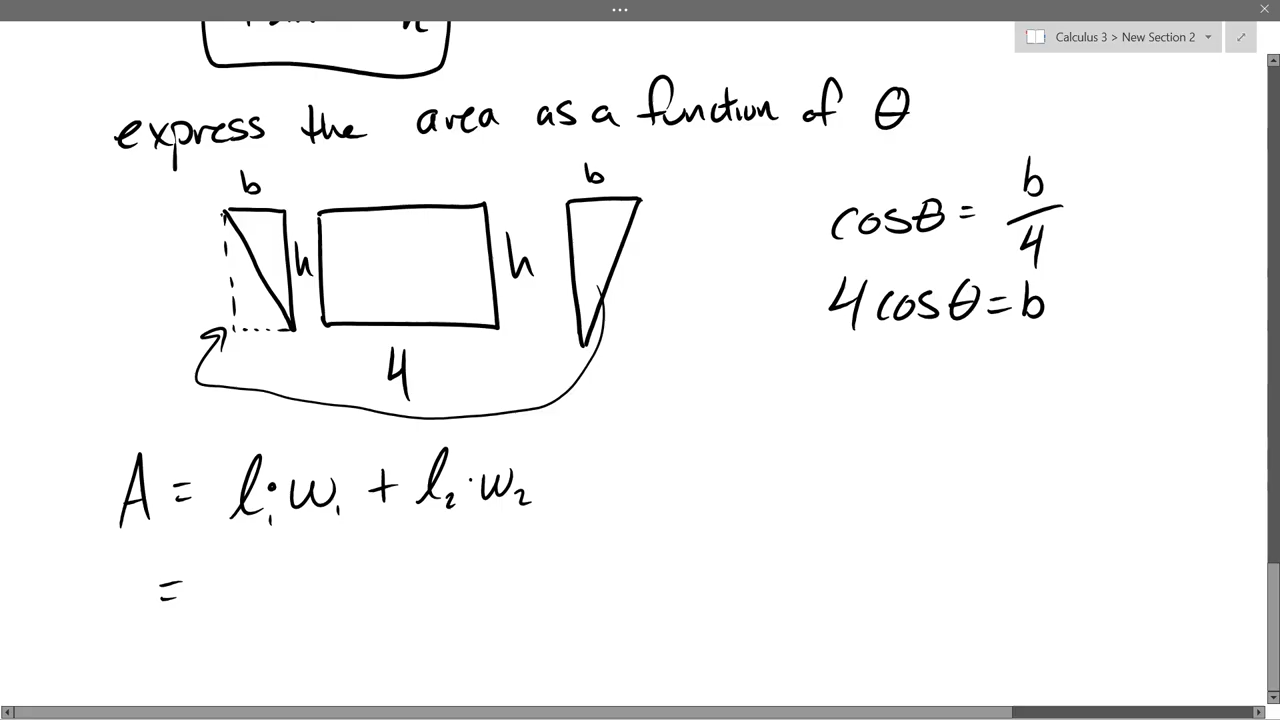 Calculus 3 > New Section 2
express the area as a function of θ
b
b
h
h
4
cosθ = b/4
4cosθ = b
A = l₁·w₁ + l₂·w₂
=